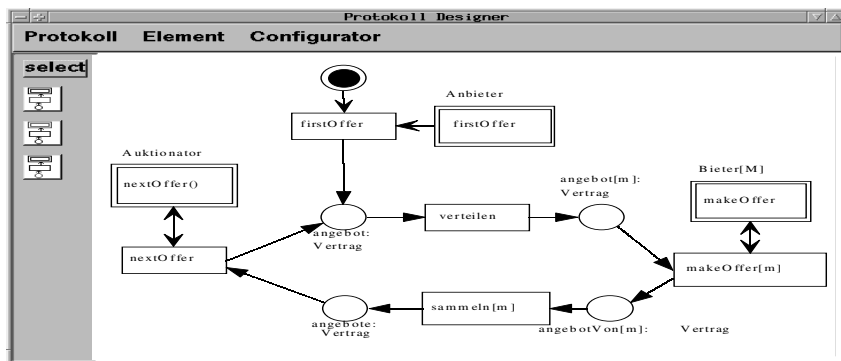 Protokoll Designer
Protokoll Element Configurator
select
Anbieter
firstOffer
firstOffer
Auktionator
nextOffer()
angebot[m]:
Vertrag
Bieter[M]
makeOffer
verteilen
angebot:
Vertrag
nextOffer
makeOffer[m]
sammeln[m]
angebote:
Vertrag
angebotVon[m]: Vertrag